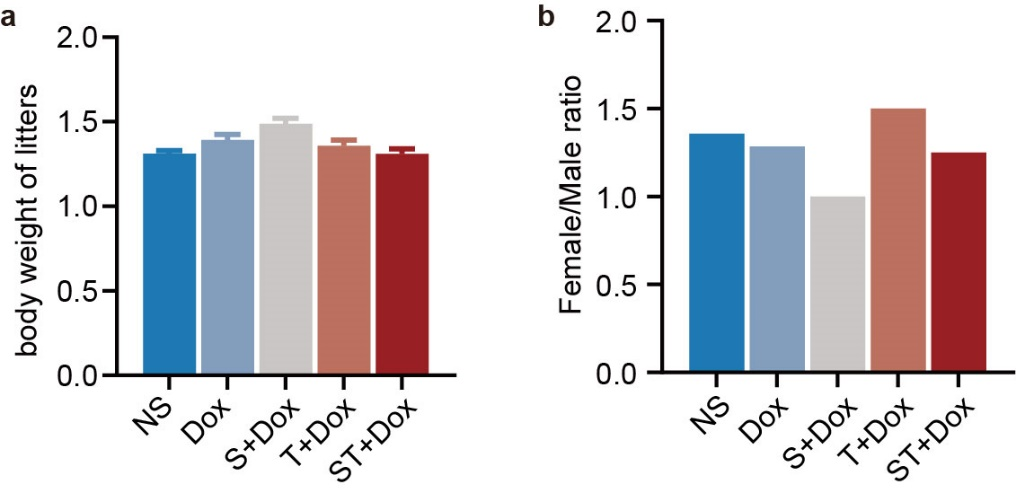 a
body weight of litters
2.0
1.5
1.0
0.5
0.0
NS
Dox
S+Dox
T+Dox
ST+Dox
b
Female/Male ratio
2.0
1.5
1.0
0.5
0.0
NS
Dox
S+Dox
T+Dox
ST+Dox